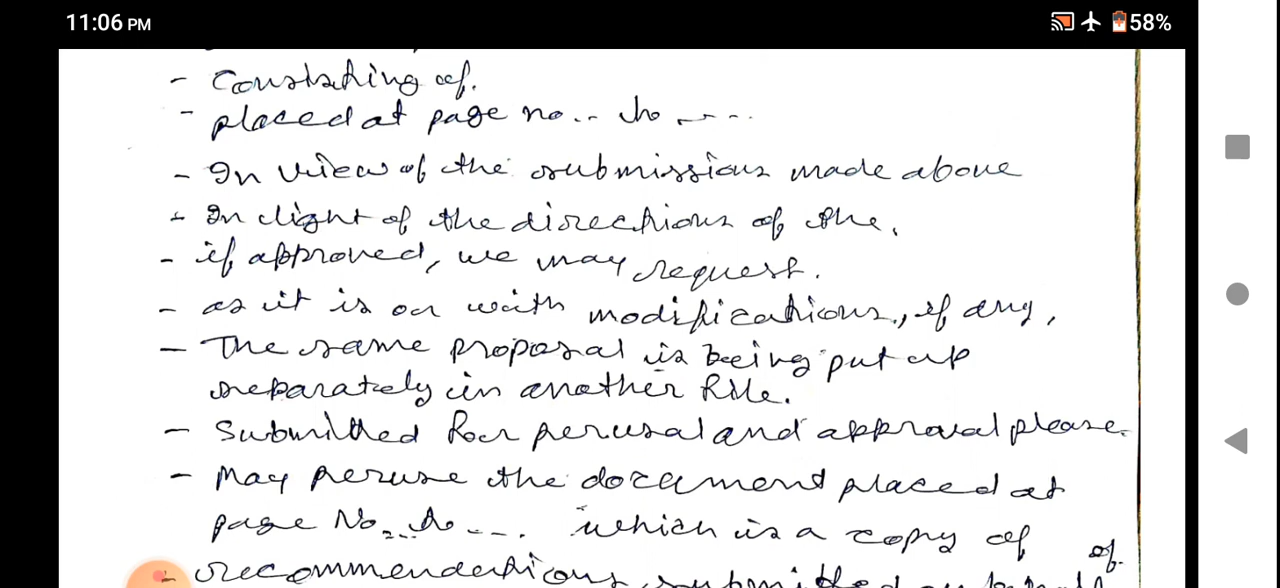 11:06 PM
58%
- Consisting of.
- placed at page no... to ----...
- In view of the submissions made above
- In light of the directions of the,
- if approved, we may request.
- as it is or with modifications, if any,
- The same proposal is being put up
separately in another file.
- Submitted for perusal and approval please.
- May peruse the document placed at
page No... to --.. which is a copy of
of
- recommendations submitted